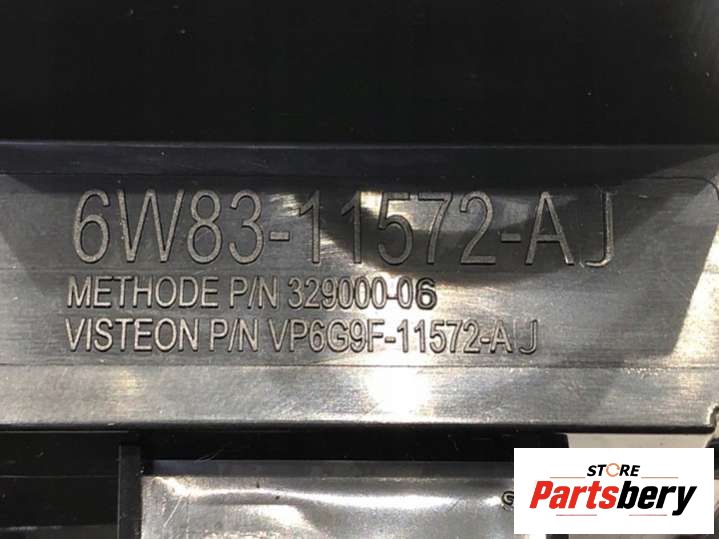 6W83-11572-AJ
METHODE P/N 329000-06
VISTEON P/N VP6G9F-11572-AJ
STORE
Partsbery